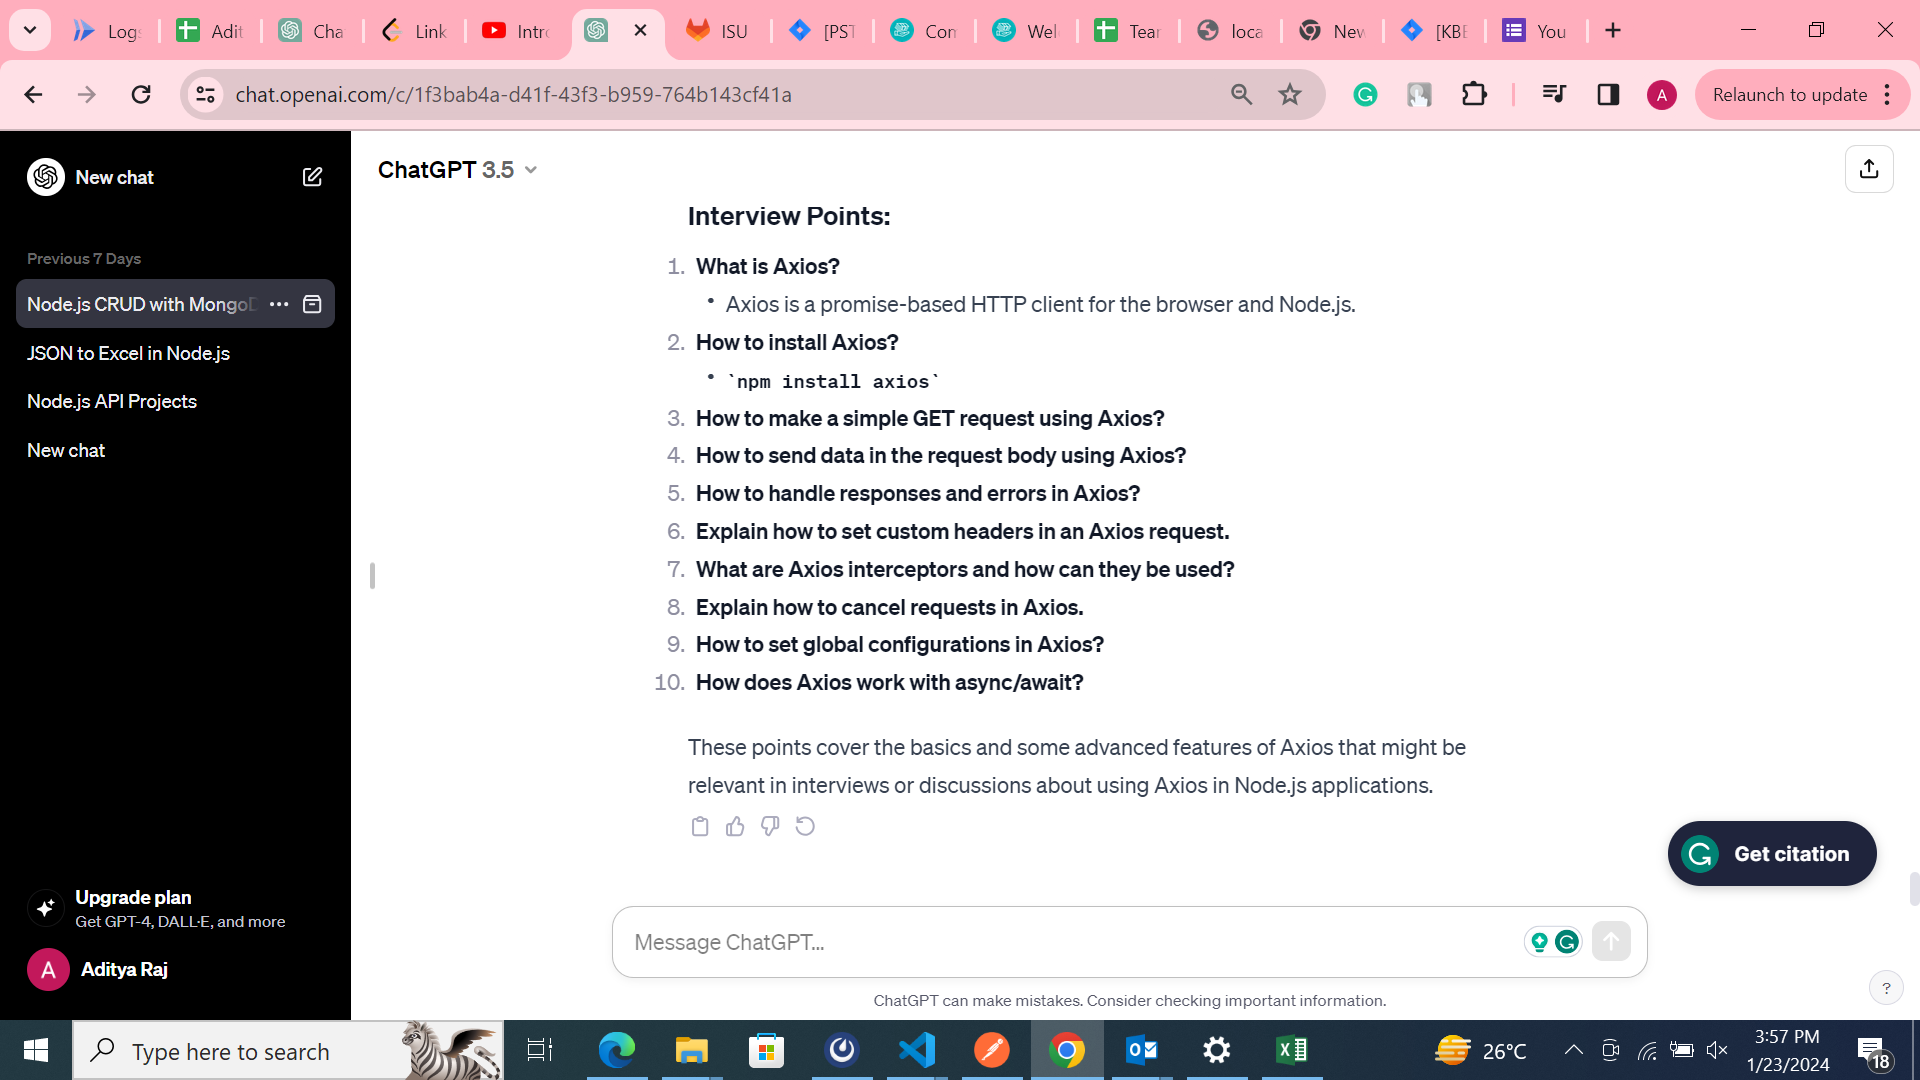 Logs
Adit
Cha
Link
Intro
ISU
[PST
Com
Wel
Tear
loca
New
[KBE
You
chat.openai.com/c/1f3bab4a-d41f-43f3-b959-764b143cf41a
A
Relaunch to update
New chat
Previous 7 Days
Node.js CRUD with MongoD
JSON to Excel in Node.js
Node.js API Projects
New chat
Upgrade plan
Get GPT-4, DALL·E, and more
A
Aditya Raj
ChatGPT 3.5
Interview Points:
1. What is Axios?
• Axios is a promise-based HTTP client for the browser and Node.js.
2. How to install Axios?
• `npm install axios`
3. How to make a simple GET request using Axios?
4. How to send data in the request body using Axios?
5. How to handle responses and errors in Axios?
6. Explain how to set custom headers in an Axios request.
7. What are Axios interceptors and how can they be used?
8. Explain how to cancel requests in Axios.
9. How to set global configurations in Axios?
10. How does Axios work with async/await?
These points cover the basics and some advanced features of Axios that might be
relevant in interviews or discussions about using Axios in Node.js applications.
Get citation
Message ChatGPT...
ChatGPT can make mistakes. Consider checking important information.
?
Type here to search
26°C
3:57 PM
1/23/2024
18